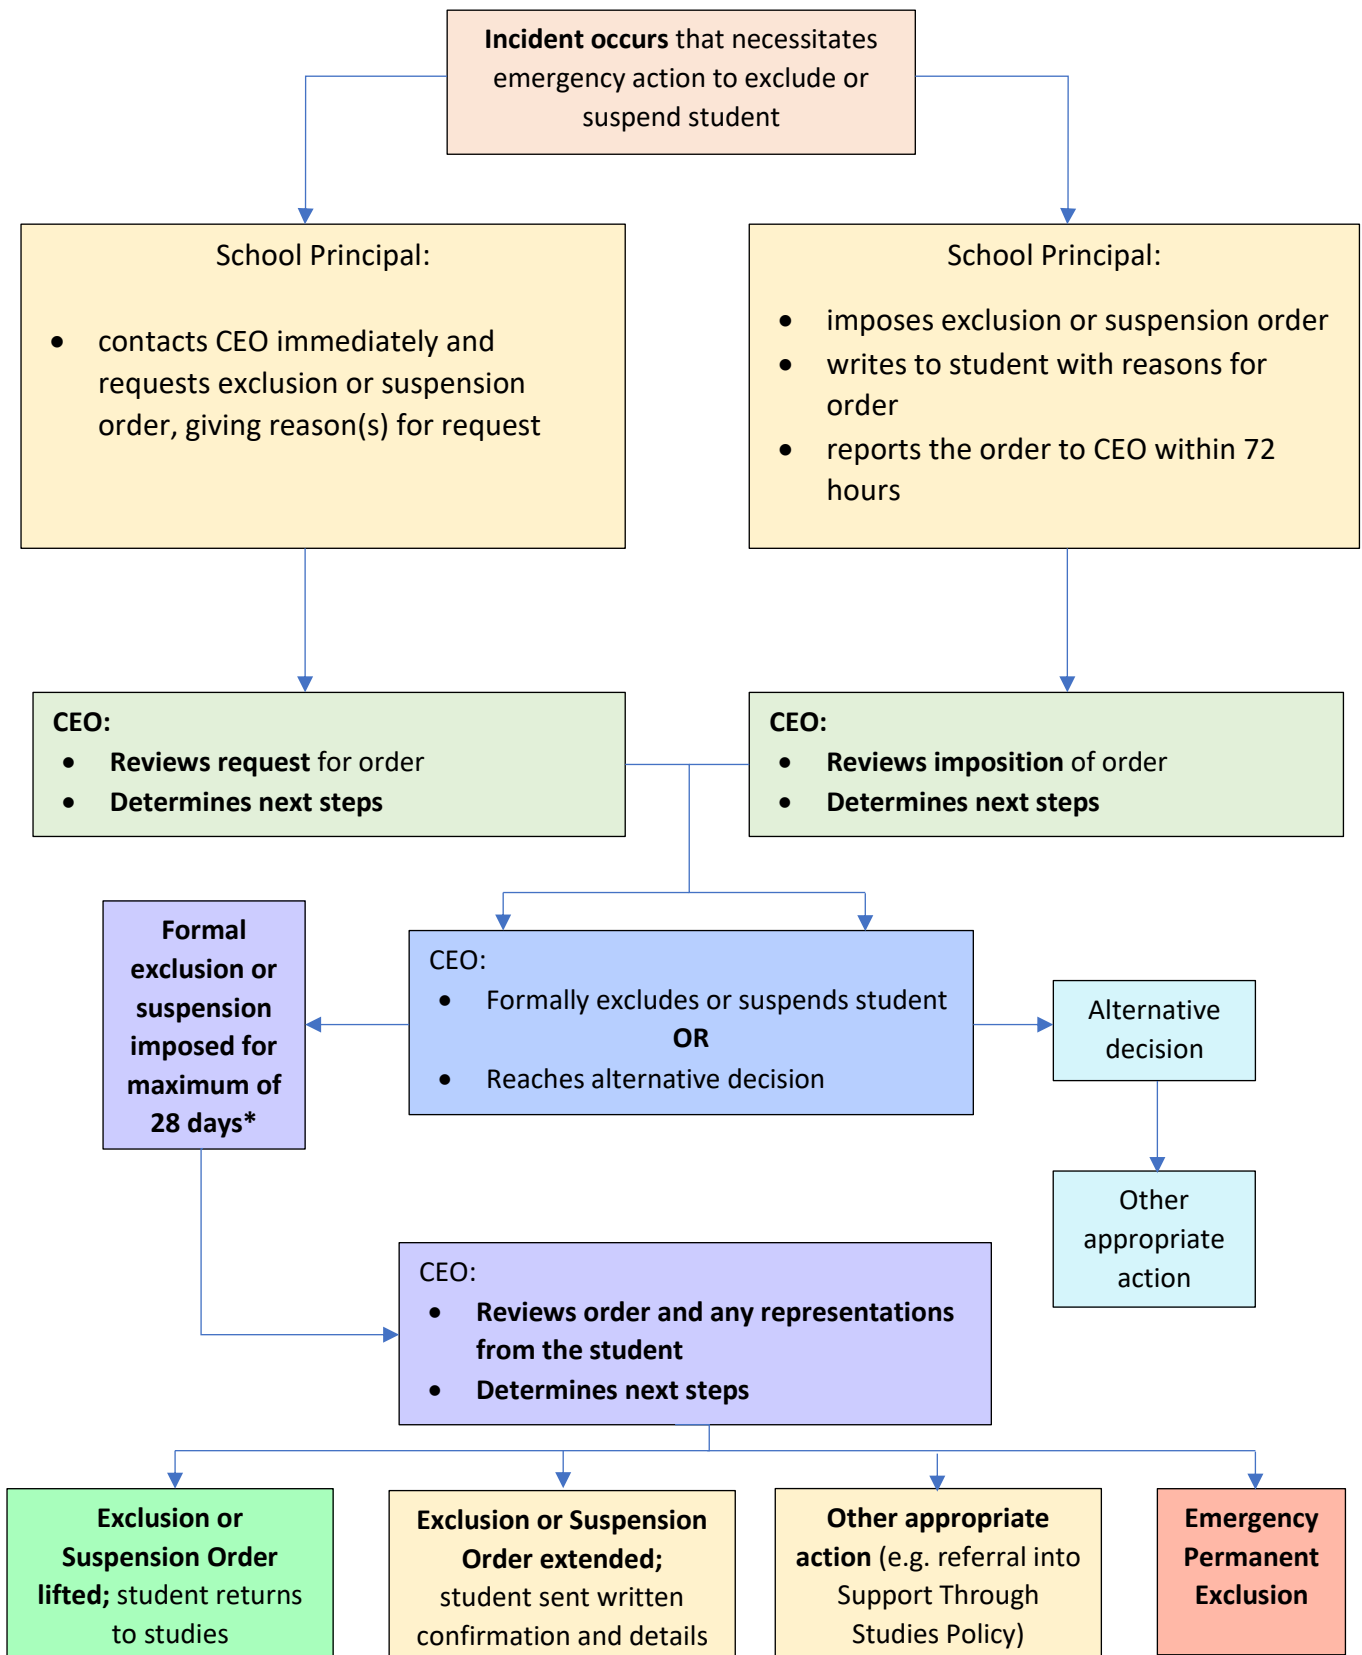 Incident occurs that necessitates
emergency action to exclude or
suspend student
School Principal:
• contacts CEO immediately and
requests exclusion or suspension
order, giving reason(s) for request
School Principal:
• imposes exclusion or suspension order
• writes to student with reasons for
order
• reports the order to CEO within 72
hours
CEO:
• Reviews request for order
• Determines next steps
CEO:
• Reviews imposition of order
• Determines next steps
Formal
exclusion or
suspension
imposed for
maximum of
28 days*
CEO:
• Formally excludes or suspends student
OR
• Reaches alternative decision
Alternative
decision
Other
appropriate
action
CEO:
• Reviews order and any representations
from the student
• Determines next steps
Exclusion or
Suspension Order
lifted; student returns
to studies
Exclusion or Suspension
Order extended;
student sent written
confirmation and details
Other appropriate
action (e.g. referral into
Support Through
Studies Policy)
Emergency
Permanent
Exclusion